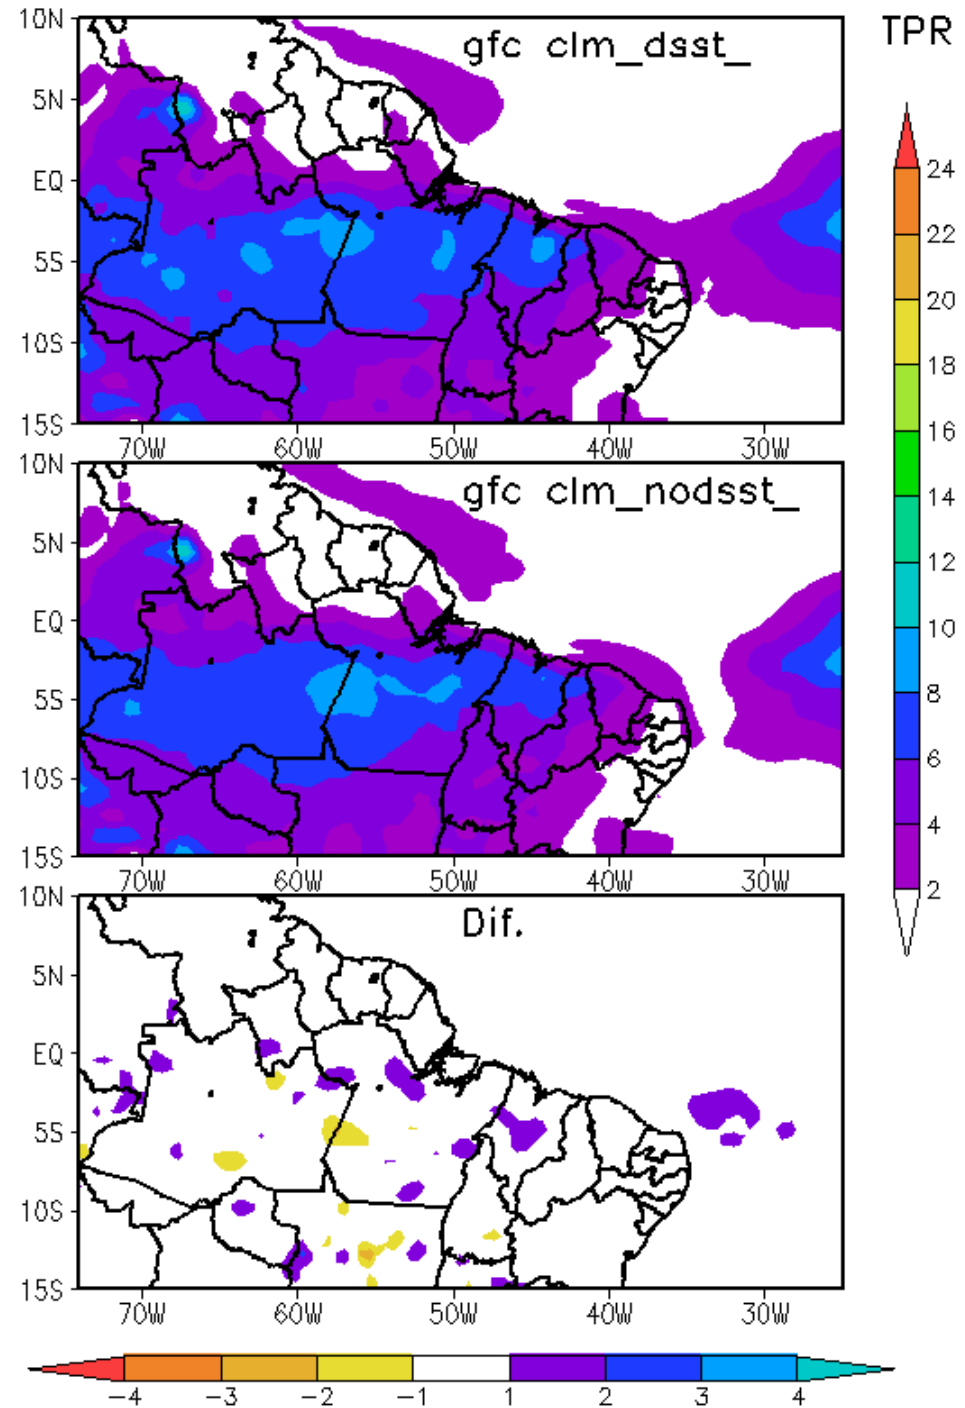 TPR
gfc clm_dsst_
10N
5N
EQ
5S
10S
15S
70W 60W 50W 40W 30W
gfc clm_nodsst_
10N
5N
EQ
5S
10S
15S
70W 60W 50W 40W 30W
Dif.
10N
5N
EQ
5S
10S
15S
70W 60W 50W 40W 30W
24
22
20
18
16
14
12
10
8
6
4
2
-4 -3 -2 -1 1 2 3 4